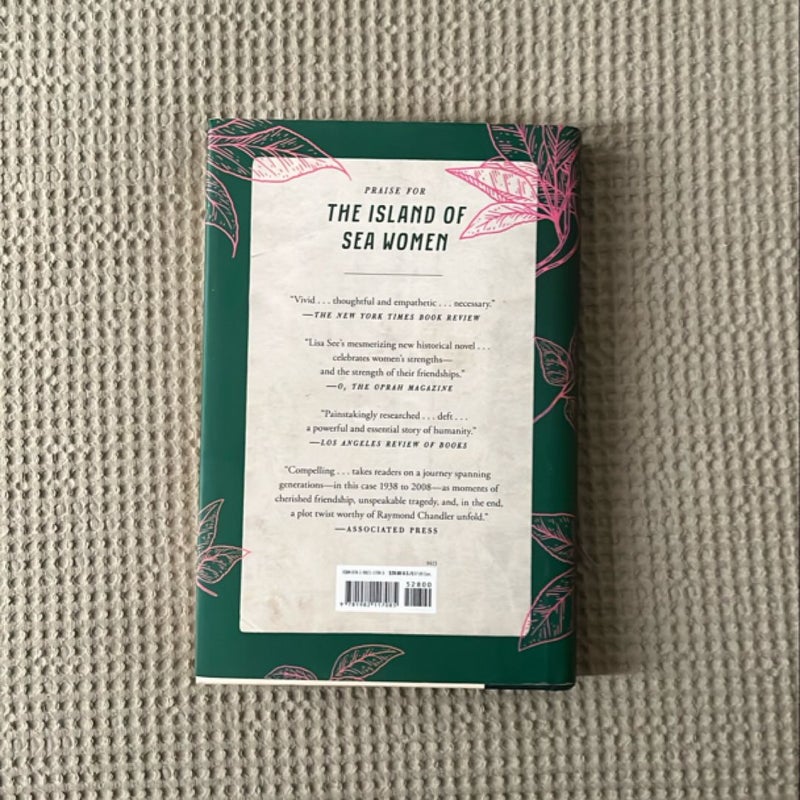 PRAISE FOR
THE ISLAND OF
SEA WOMEN
“Vivid . . . thoughtful and empathetic . . . necessary.”
—THE NEW YORK TIMES BOOK REVIEW
“Lisa See’s mesmerizing new historical novel . . .
celebrates women’s strengths—
and the strength of their friendships.”
—O, THE OPRAH MAGAZINE
“Painstakingly researched . . . deft . . .
a powerful and essential story of humanity.”
—LOS ANGELES REVIEW OF BOOKS
“Compelling . . . takes readers on a journey spanning
generations—in this case 1938 to 2008—as moments of
cherished friendship, unspeakable tragedy, and, in the end,
a plot twist worthy of Raymond Chandler unfold.”
—ASSOCIATED PRESS
52800
9 781982 117085